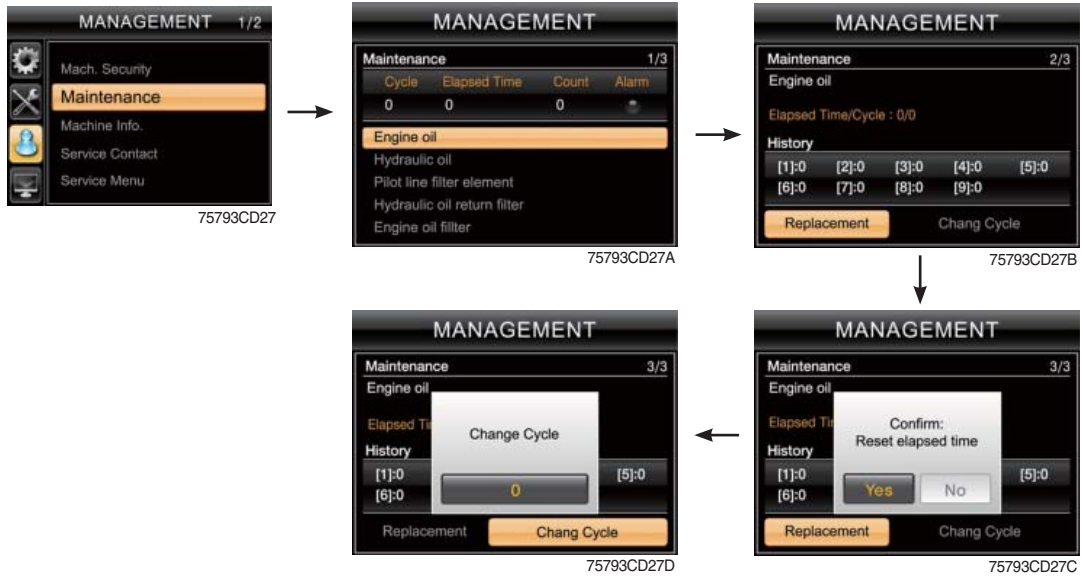 MANAGEMENT 1/2
Mach. Security
Maintenance
Machine Info.
Service Contact
Service Menu
75793CD27
MANAGEMENT
Maintenance 1/3
Cycle Elapsed Time Count Alarm
0 0 0
Engine oil
Hydraulic oil
Pilot line filter element
Hydraulic oil return filter
Engine oil fillter
75793CD27A
MANAGEMENT
Maintenance 2/3
Engine oil
Elapsed Time/Cycle : 0/0
History
[1]:0 [2]:0 [3]:0 [4]:0 [5]:0
[6]:0 [7]:0 [8]:0 [9]:0
Replacement Chang Cycle
75793CD27B
MANAGEMENT
Maintenance 3/3
Engine oil
Elapsed Ti
Change Cycle
History
[1]:0 [5]:0
[6]:0
0
Replacement Chang Cycle
75793CD27D
MANAGEMENT
Maintenance 3/3
Engine oil
Elapsed Tir
Confirm:
Reset elapsed time
History
[1]:0 [5]:0
[6]:0
Yes No
Replacement Chang Cycle
75793CD27C